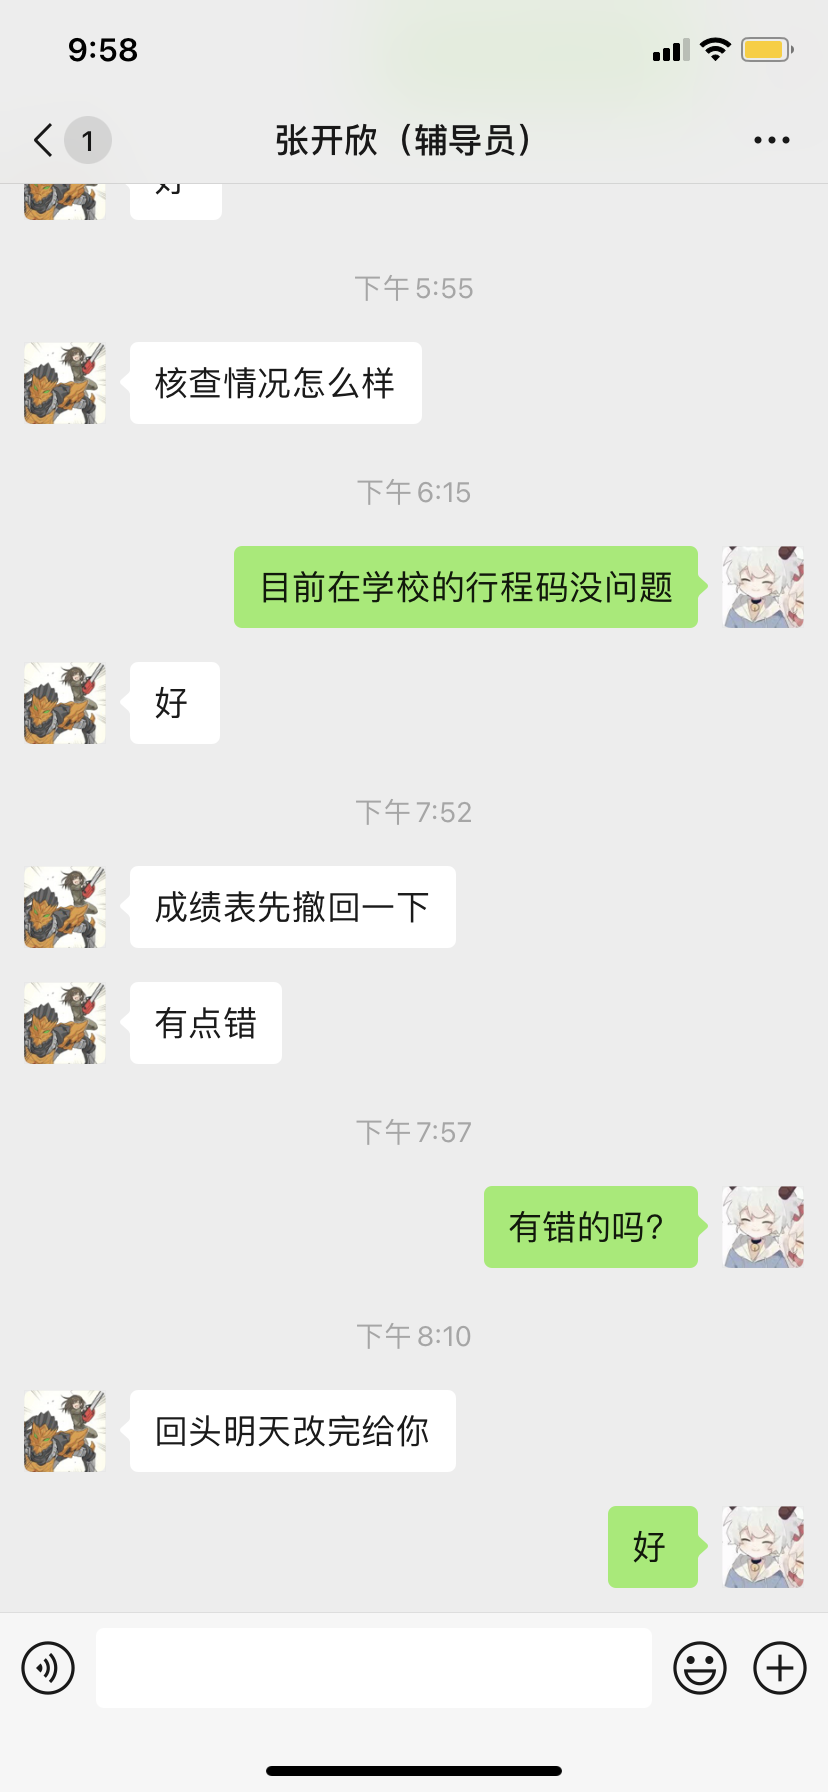 9:58
1
张开欣（辅导员）
好
下午 5:55
核查情况怎么样
下午 6:15
目前在学校的行程码没问题
好
下午 7:52
成绩表先撤回一下
有点错
下午 7:57
有错的吗?
下午 8:10
回头明天改完给你
好